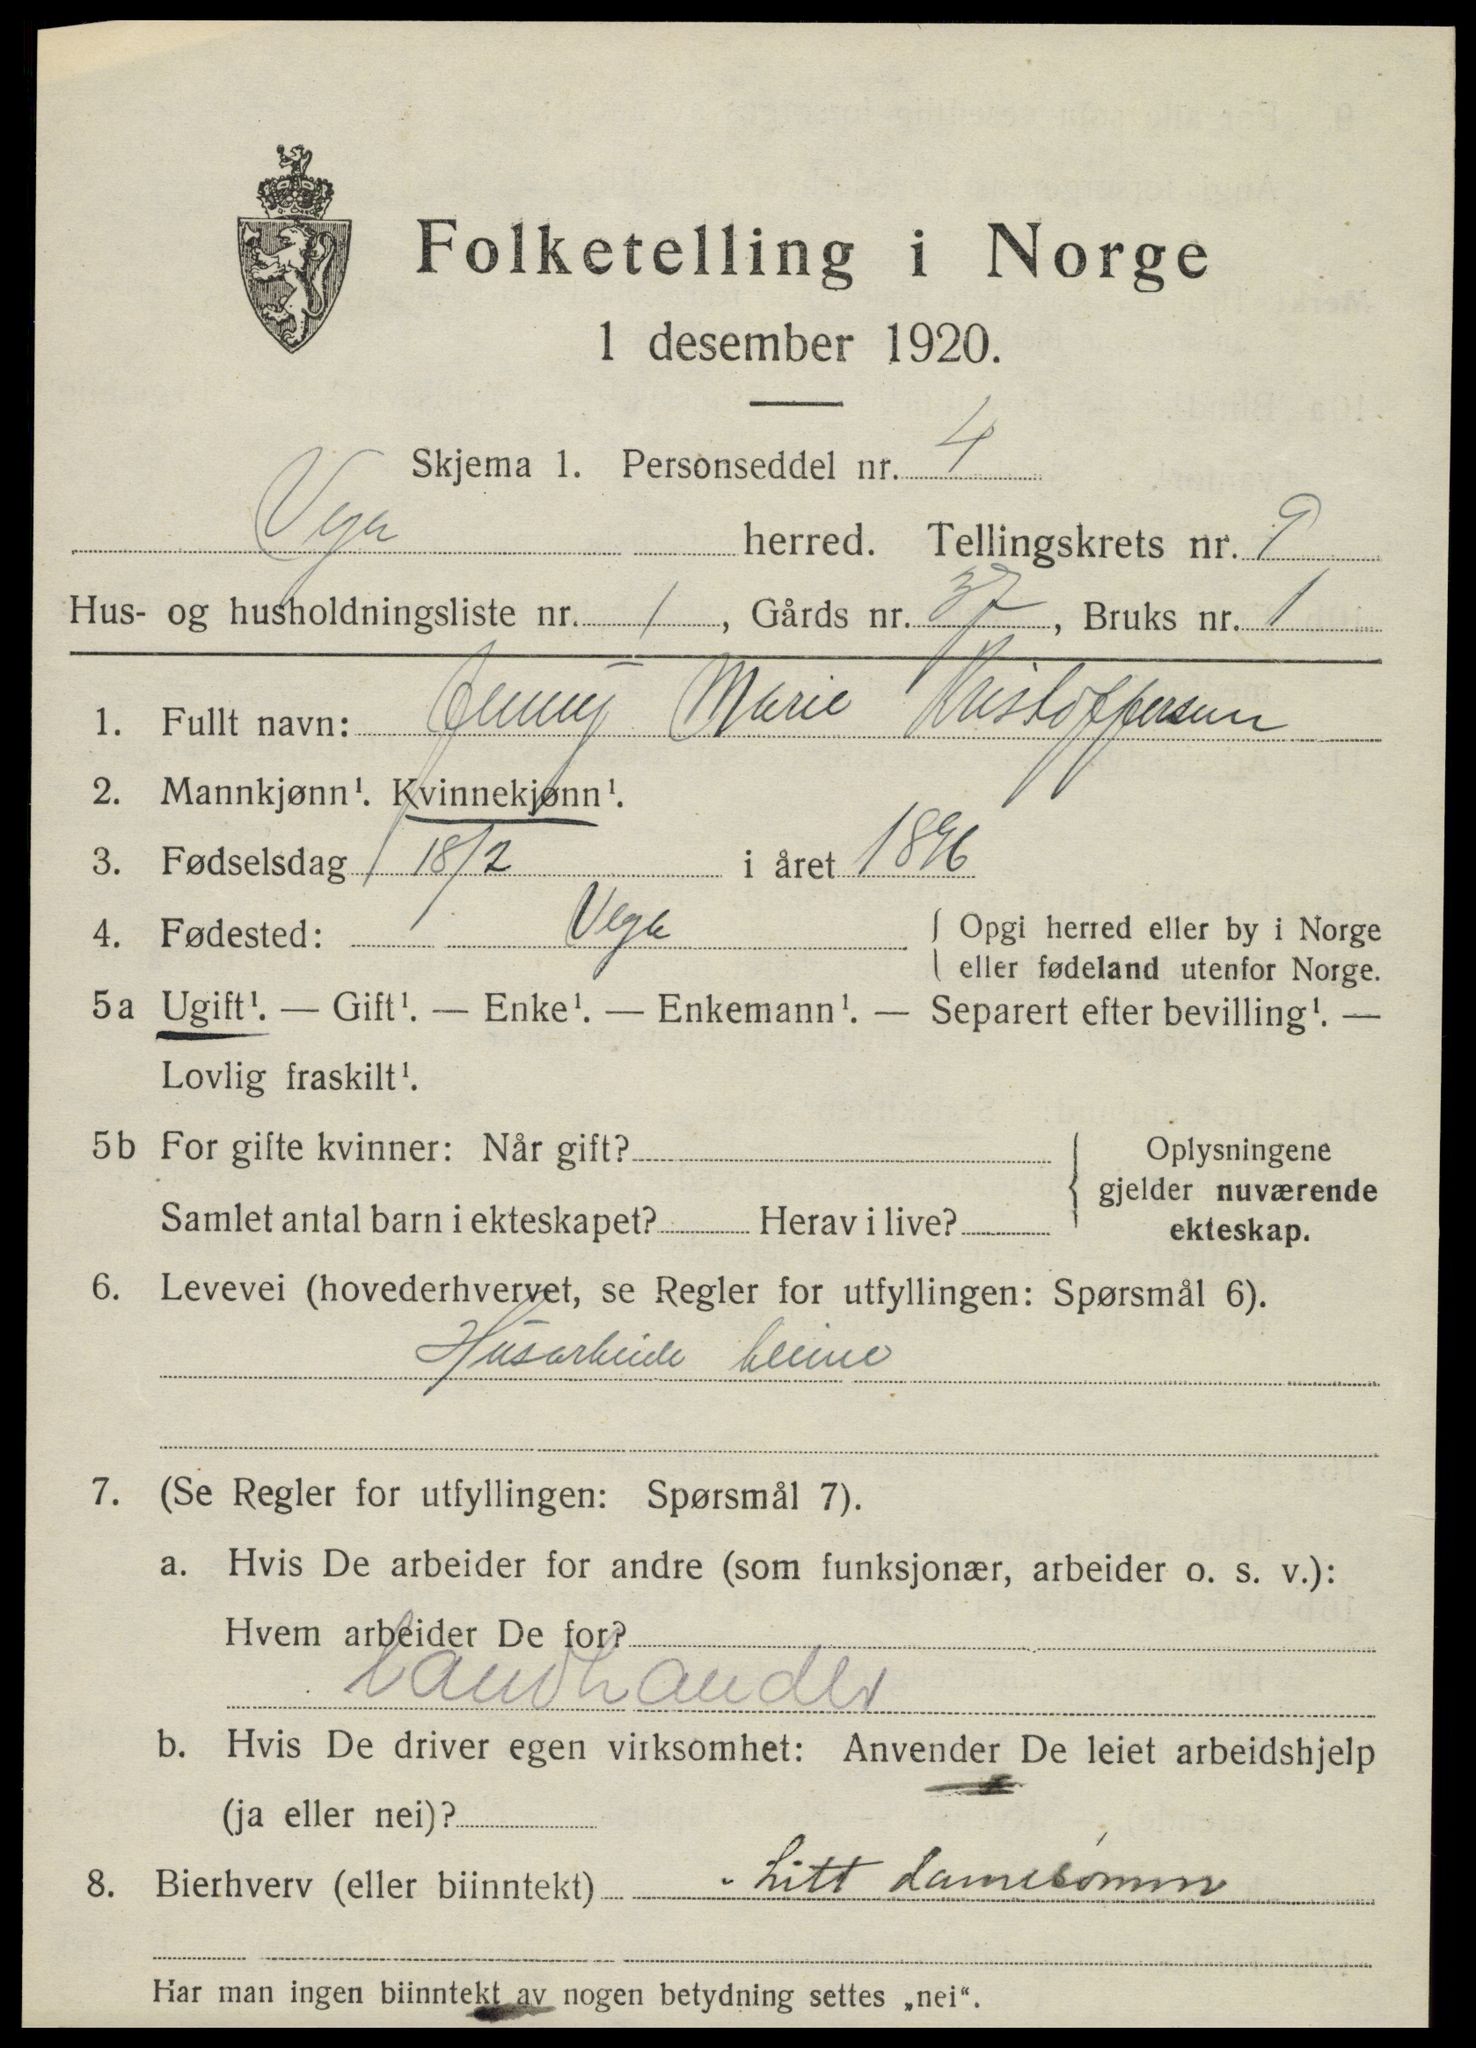 Folketelling i Norge
1 desember 1920.
Skjema 1. Personseddel nr. 4
Vega herred. Tellingskrets nr. 9
Hus- og husholdningsliste nr. 1, Gårds nr. 37, Bruks nr. 1
1. Fullt navn: Jenny Marie Kristoffersen
2. Mannkjønn¹. Kvinnekjønn¹.
3. Fødselsdag 18/2 i året 1896
4. Fødested: Vega { Opgi herred eller by i Norge
eller fødeland utenfor Norge.
5a Ugift¹. — Gift¹. — Enke¹. — Enkemann¹. — Separert efter bevilling¹. —
Lovlig fraskilt¹.
5b For gifte kvinner: Når gift?
Samlet antal barn i ekteskapet? Herav i live?
{ Oplysningene
gjelder nuværende
ekteskap.
6. Levevei (hovederhvervet, se Regler for utfyllingen: Spørsmål 6).
Husarbeide heime
7. (Se Regler for utfyllingen: Spørsmål 7).
a. Hvis De arbeider for andre (som funksjonær, arbeider o. s. v.):
Hvem arbeider De for?
Landhandler
b. Hvis De driver egen virksomhet: Anvender De leiet arbeidshjelp
(ja eller nei)?
8. Bierhverv (eller biinntekt) Litt damesømm
Har man ingen biinntekt av nogen betydning settes „nei“.